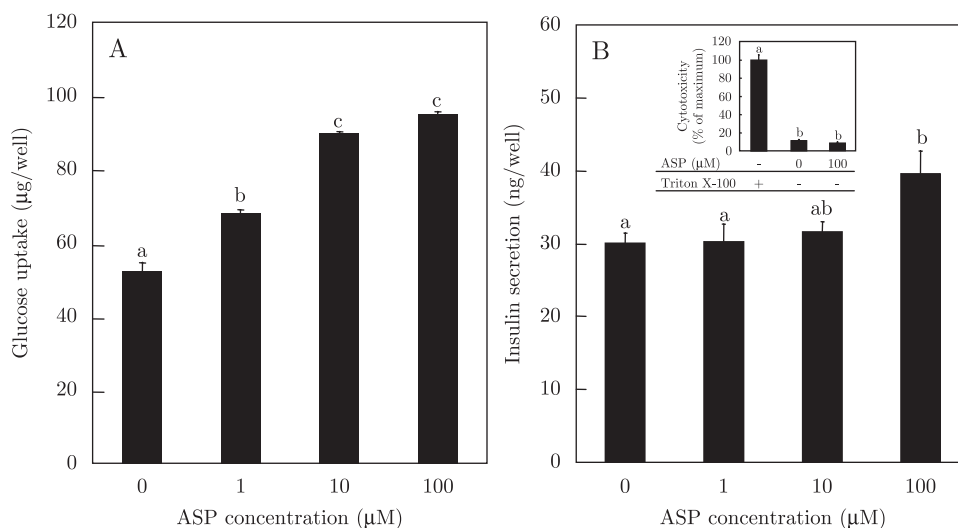 A
Glucose uptake (μg/well)
120
100
80
60
40
20
0
a
b
c
c
0 1 10 100
ASP concentration (μM)
B
Insulin secretion (ng/well)
60
50
40
30
20
10
0
a
a
ab
b
0 1 10 100
ASP concentration (μM)
Cytotoxicity
(% of maximum)
120
100
80
60
40
20
0
a
b
b
ASP (μM) - 0 100
Triton X-100 + - -